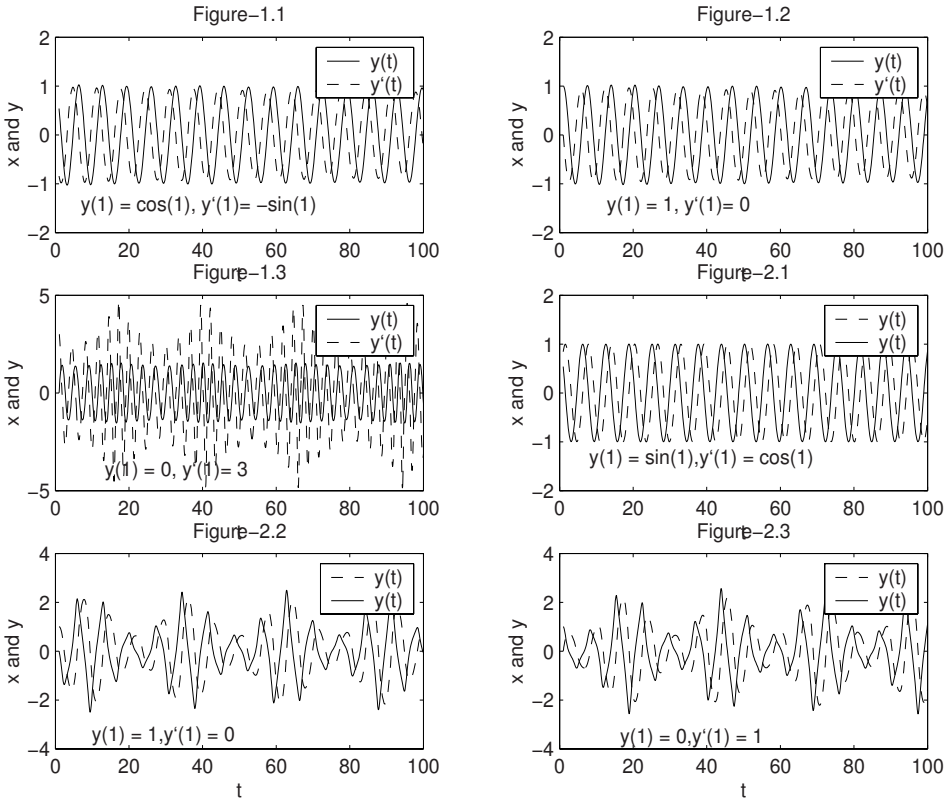 Figure−1.1
2
1
0
−1
−2
x and y
y(t)
y‘(t)
y(1) = cos(1), y‘(1)= −sin(1)
0 20 40 60 80 100
t
Figure−1.2
2
1
0
−1
−2
x and y
y(t)
y‘(t)
y(1) = 1, y‘(1)= 0
0 20 40 60 80 100
t
Figure−1.3
5
0
−5
x and y
y(t)
y‘(t)
y(1) = 0, y‘(1)= 3
0 20 40 60 80 100
t
Figure−2.1
2
1
0
−1
−2
x and y
y(t)
y(t)
y(1) = sin(1),y‘(1) = cos(1)
0 20 40 60 80 100
t
Figure−2.2
4
2
0
−2
−4
x and y
y(t)
y(t)
y(1) = 1,y‘(1) = 0
0 20 40 60 80 100
t
Figure−2.3
4
2
0
−2
−4
x and y
y(t)
y(t)
y(1) = 0,y‘(1) = 1
0 20 40 60 80 100
t